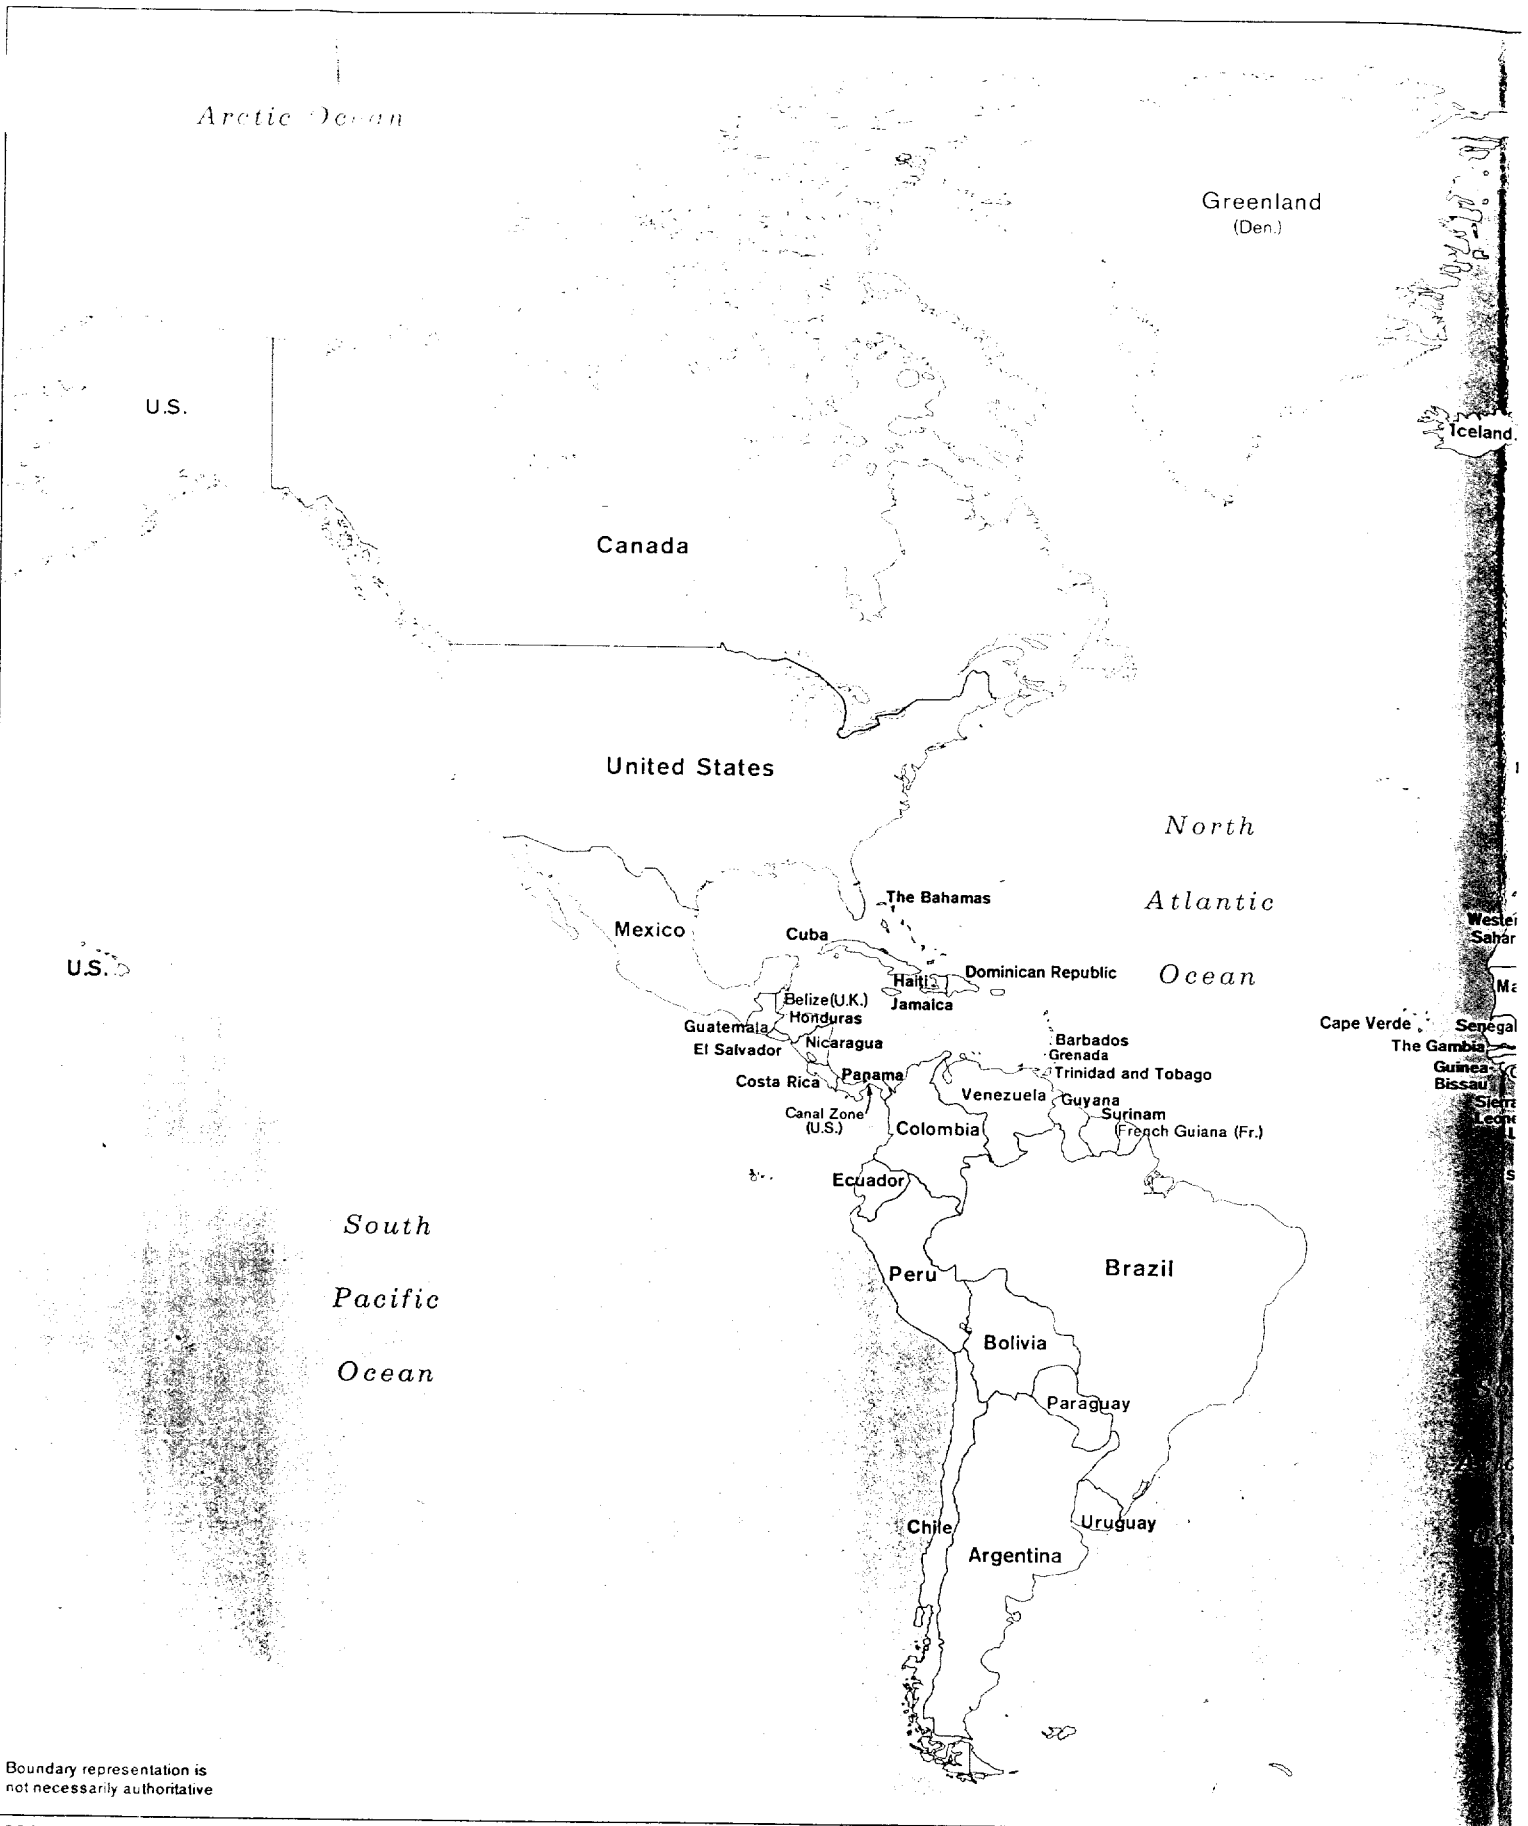 Arctic Ocean
Greenland
(Den.)
U.S.
Iceland
Canada
United States
North
Atlantic
Ocean
The Bahamas
Mexico
Cuba
U.S.
Haiti
Dominican Republic
Jamaica
Belize (U.K.)
Honduras
Guatemala
El Salvador
Nicaragua
Costa Rica
Panama
Canal Zone
(U.S.)
Barbados
Grenada
Trinidad and Tobago
Venezuela
Guyana
Surinam
French Guiana (Fr.)
Colombia
Ecuador
Cape Verde
Senegal
The Gambia
Guinea-
Bissau
South
Pacific
Ocean
Peru
Brazil
Bolivia
Paraguay
Chile
Uruguay
Argentina
Boundary representation is
not necessarily authoritative